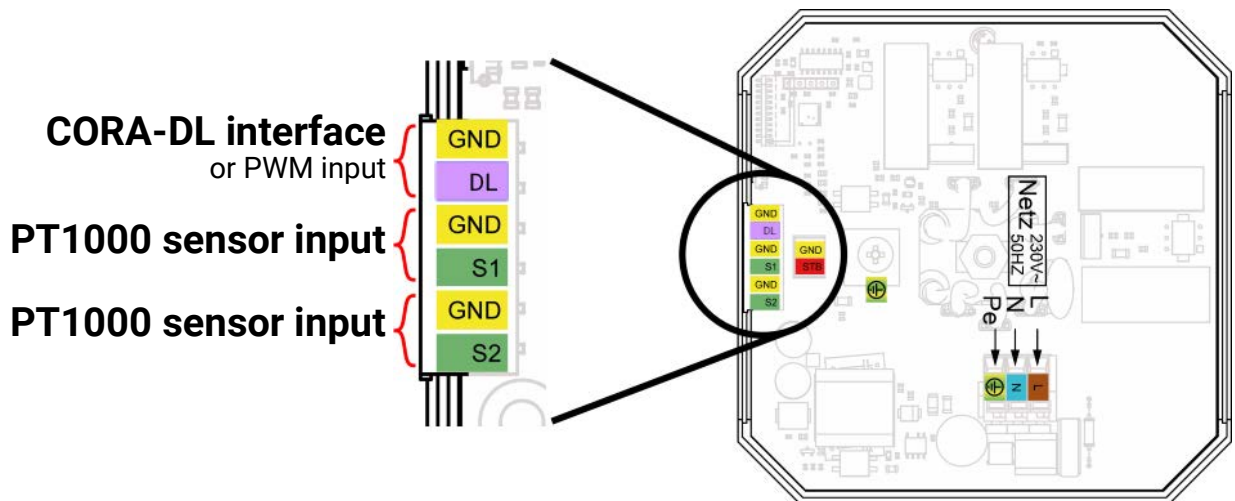 CORA-DL interface
or PWM input
PT1000 sensor input
PT1000 sensor input
GND
DL
GND
S1
GND
S2
GND
DL
GND
S1
GND
S2
GND
STB
Netz 230V~
50HZ
L
N
Pe
N
L